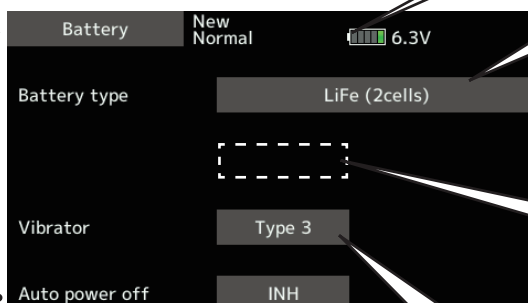 Battery
New
Normal
6.3V
Battery type
LiFe (2cells)
Vibrator
Type 3
Auto power off
INH